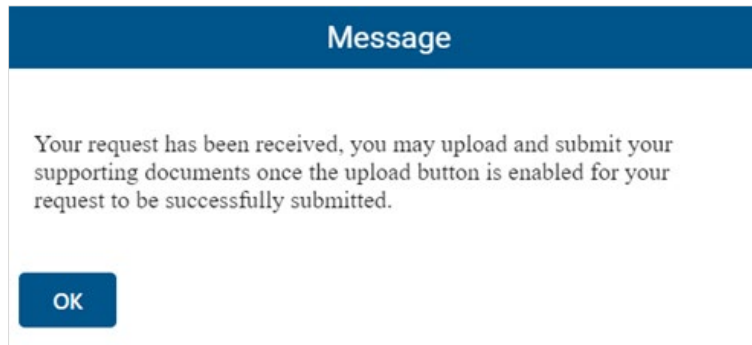 Message
Your request has been received, you may upload and submit your
supporting documents once the upload button is enabled for your
request to be successfully submitted.
OK